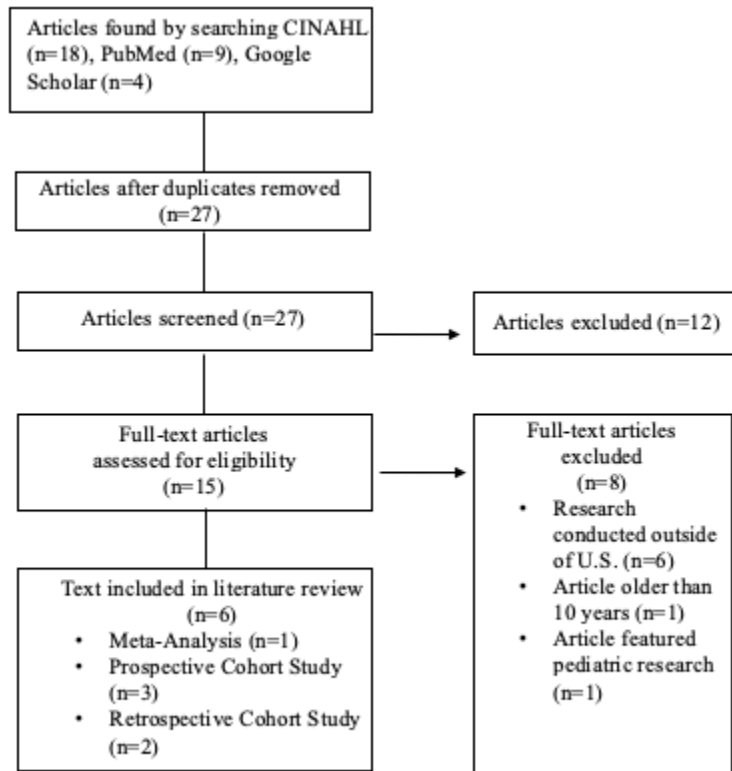 Articles found by searching CINAHL
(n=18), PubMed (n=9), Google
Scholar (n=4)
Articles after duplicates removed
(n=27)
Articles screened (n=27)
Articles excluded (n=12)
Full-text articles
assessed for eligibility
(n=15)
Full-text articles
excluded
(n=8)
• Research
conducted outside
of U.S. (n=6)
• Article older than
10 years (n=1)
• Article featured
pediatric research
(n=1)
Text included in literature review
(n=6)
• Meta-Analysis (n=1)
• Prospective Cohort Study
(n=3)
• Retrospective Cohort Study
(n=2)